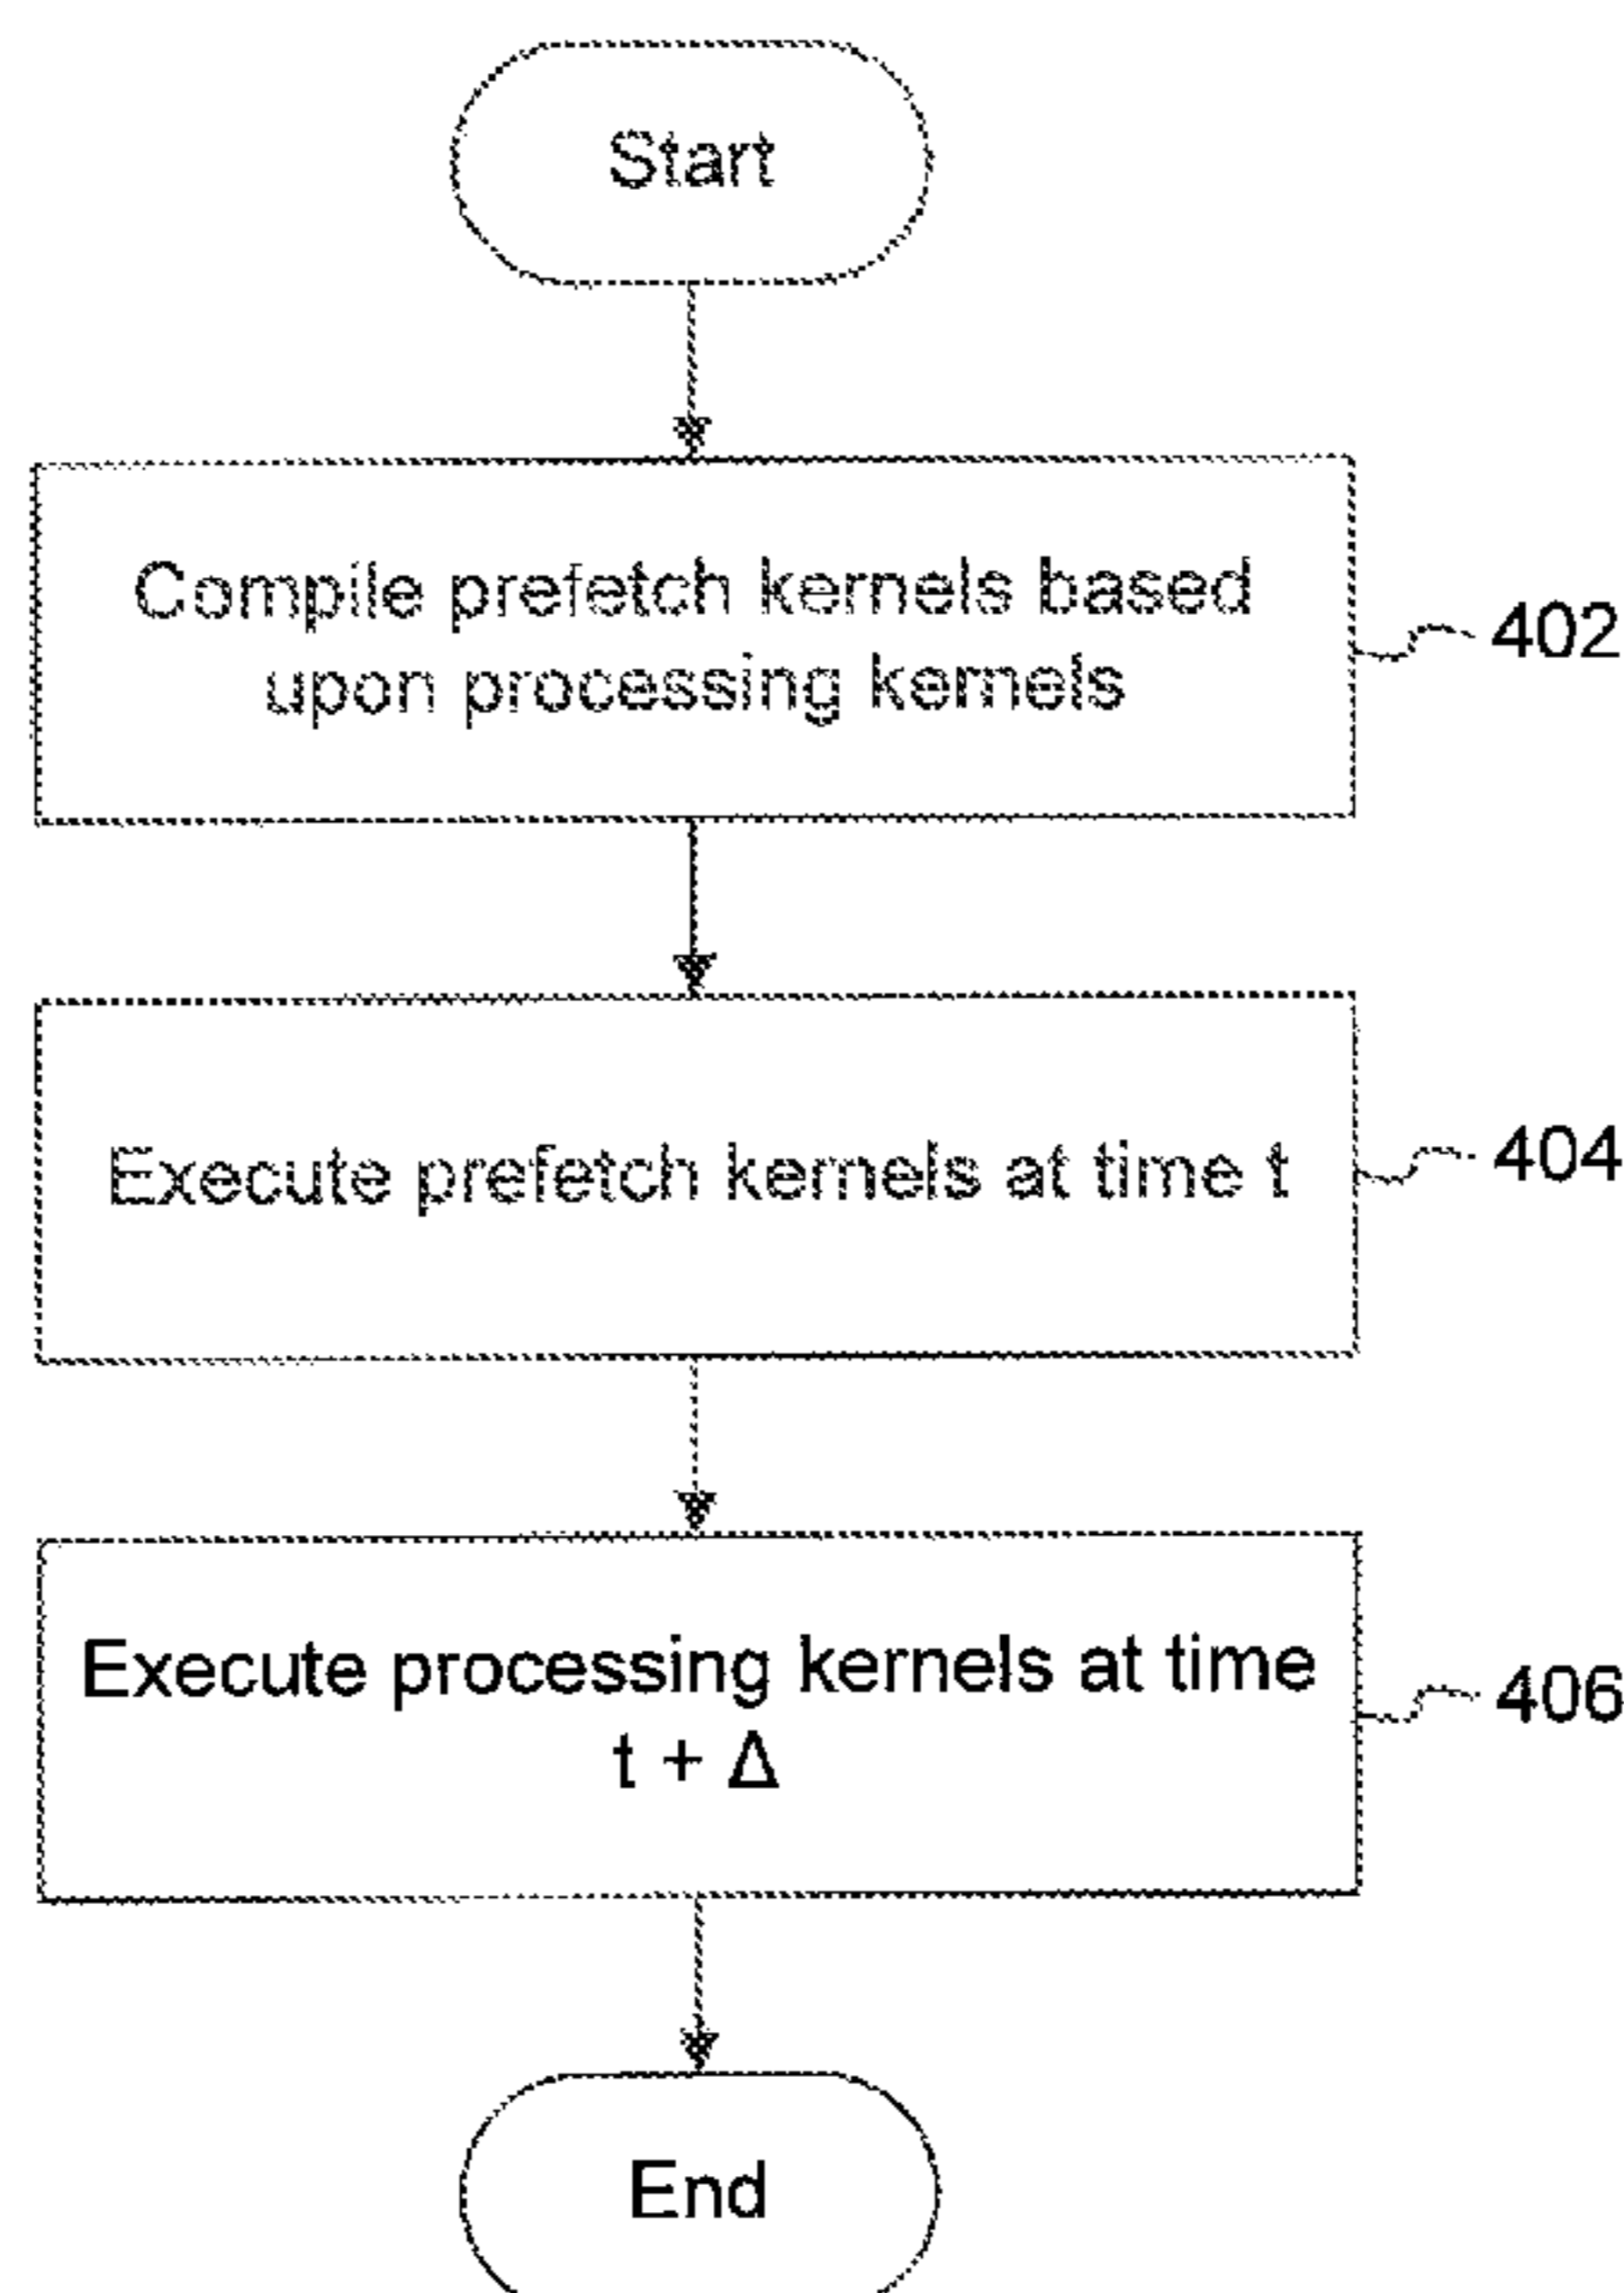 Start
Compile prefetch kernels based
upon processing kernels
402
Execute prefetch kernels at time t
404
Execute processing kernels at time
t + Δ
406
End